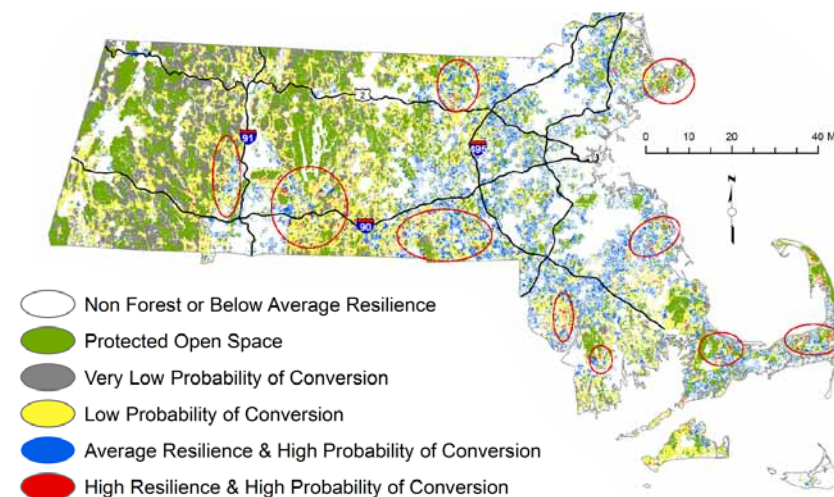 2
91
495
0 10 20 40 M
N
90
Non Forest or Below Average Resilience
Protected Open Space
Very Low Probability of Conversion
Low Probability of Conversion
Average Resilience & High Probability of Conversion
High Resilience & High Probability of Conversion